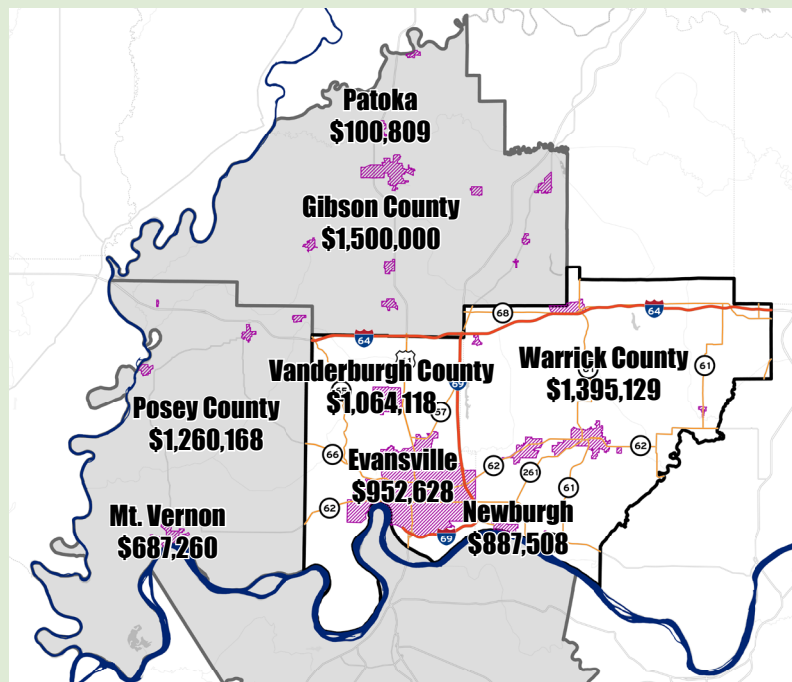 Patoka
$100,809
Gibson County
$1,500,000
68
64
64
Vanderburgh County
$1,064,118
69
57
Warrick County
$1,395,129
61
Posey County
$1,260,168
66
Evansville
$952,628
62
62
261
62
61
Mt. Vernon
$687,260
62
Newburgh
$887,508
69